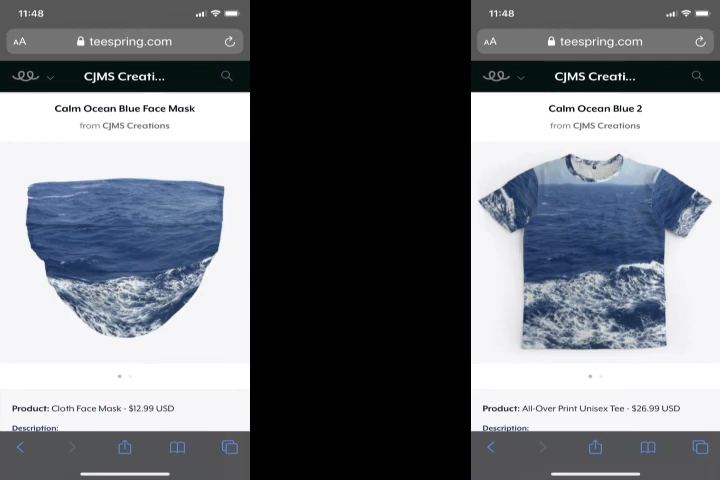 11:48
AA teespring.com
CJMS Creati...
Calm Ocean Blue Face Mask
from CJMS Creations
Product: Cloth Face Mask - $12.99 USD
Description:
11:48
AA teespring.com
CJMS Creati...
Calm Ocean Blue 2
from CJMS Creations
Product: All-Over Print Unisex Tee - $26.99 USD
Description: